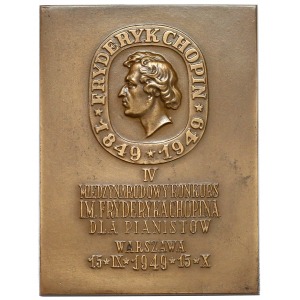 FRYDERYK CHOPIN
1849 * 1949
IV
MIĘDZYNARODOWY KONKURS
IM. FRYDERYKA CHOPINA
DLA PIANISTÓW
WARSZAWA
15 • IX • 1949 • 15 • X